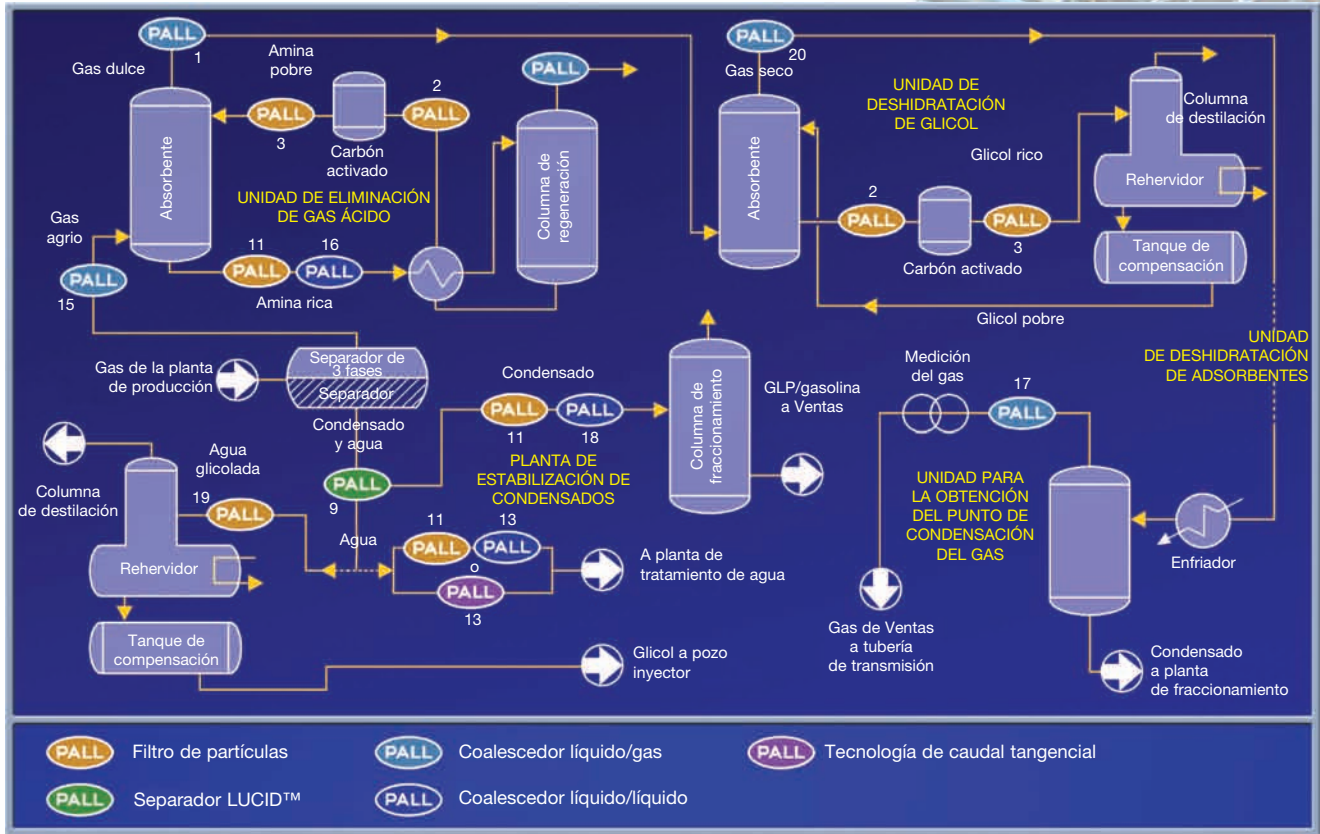 PALL
1
Gas dulce
Amina
pobre
PALL
3
Carbón
activado
2
PALL
PALL
Absorbente
UNIDAD DE ELIMINACIÓN
DE GAS ÁCIDO
Columna de
regeneración
Gas
agrio
PALL
15
11
PALL
16
PALL
Amina rica
PALL
20
Gas seco
UNIDAD DE
DESHIDRATACIÓN
DE GLICOL
Columna
de destilación
Absorbente
Glicol rico
Rehervidor
2
PALL
Carbón activado
PALL
3
Tanque de
compensación
Glicol pobre
UNIDAD
DE DESHIDRATACIÓN
DE ADSORBENTES
Gas de la planta
de producción
Separador de
3 fases
Separador
Condensado
y agua
PALL
9
Condensado
PALL
11
PALL
18
PLANTA DE
ESTABILIZACIÓN DE
CONDENSADOS
Columna de
fraccionamiento
GLP/gasolina
a Ventas
Medición
del gas
17
PALL
UNIDAD PARA
LA OBTENCIÓN
DEL PUNTO DE
CONDENSACIÓN
DEL GAS
Enfriador
Gas de Ventas
a tubería
de transmisión
Condensado
a planta
de fraccionamiento
Columna
de destilación
Agua
glicolada
19
PALL
Rehervidor
Tanque de
compensación
Agua
11
PALL
13
PALL
o
PALL
13
A planta de
tratamiento de agua
Glicol a pozo
inyector
PALL Filtro de partículas
PALL Coalescedor líquido/gas
PALL Tecnología de caudal tangencial
PALL Separador LUCID™
PALL Coalescedor líquido/líquido